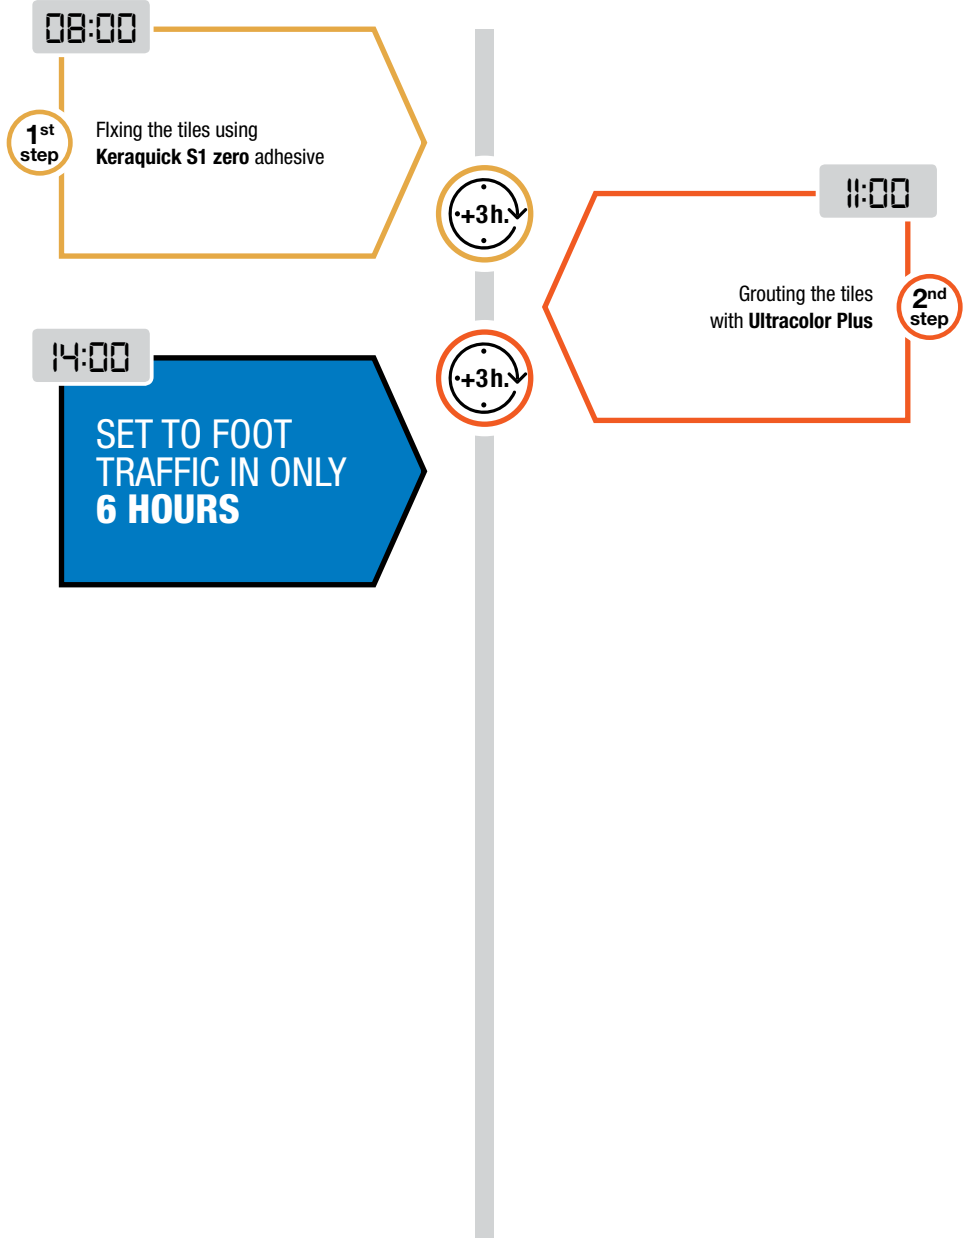 08:00
1st
step
FIxing the tiles using
Keraquick S1 zero adhesive
+3h.
11:00
2nd
step
Grouting the tiles
with Ultracolor Plus
14:00
+3h.
SET TO FOOT
TRAFFIC IN ONLY
6 HOURS